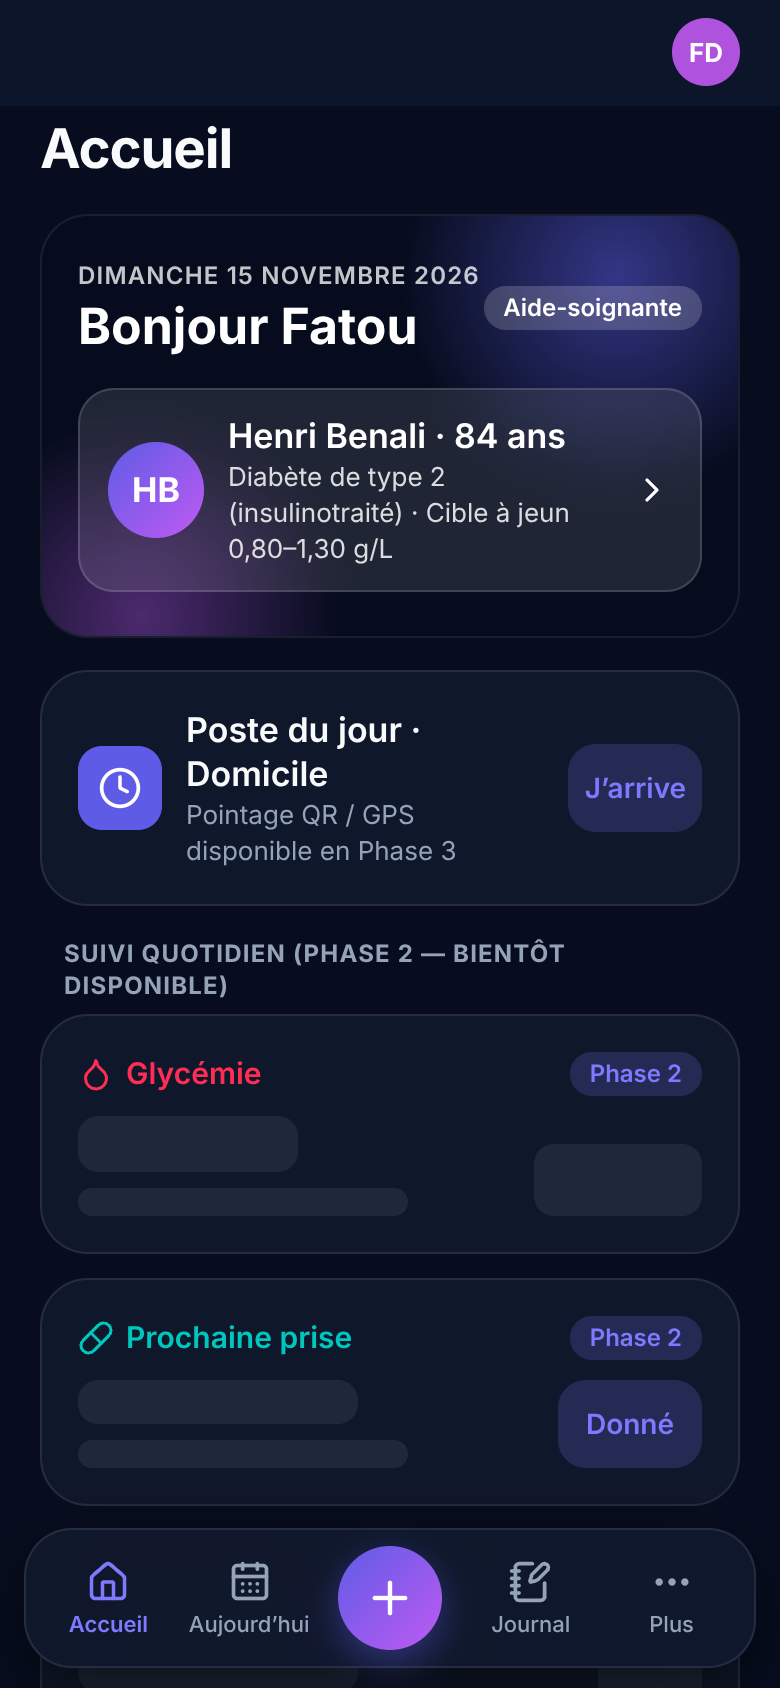 FD
Accueil
DIMANCHE 15 NOVEMBRE 2026
Bonjour Fatou
Aide-soignante
HB
Henri Benali · 84 ans
Diabète de type 2
(insulinotraité) · Cible à jeun
0,80–1,30 g/L
Poste du jour ·
Domicile
Pointage QR / GPS
disponible en Phase 3
J’arrive
SUIVI QUOTIDIEN (PHASE 2 — BIENTÔT
DISPONIBLE)
Glycémie
Phase 2
Prochaine prise
Phase 2
Donné
Accueil
Aujourd’hui
Journal
Plus